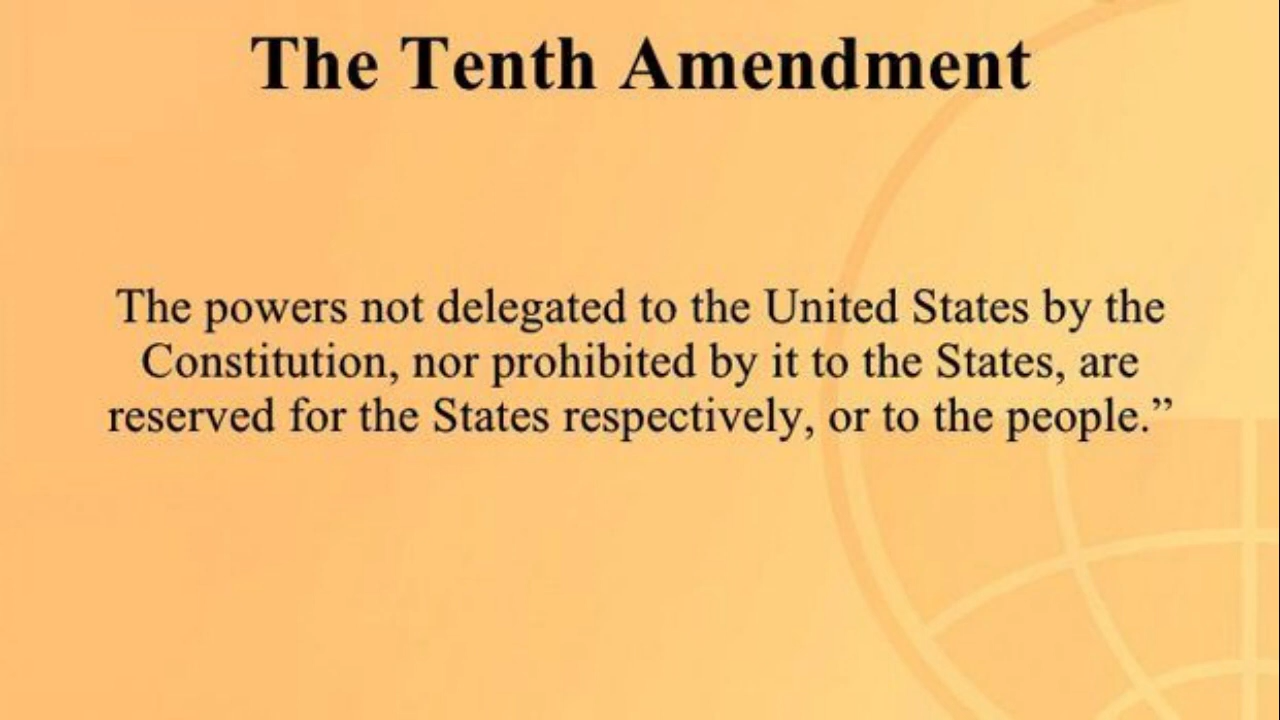 The Tenth Amendment
The powers not delegated to the United States by the
Constitution, nor prohibited by it to the States, are
reserved for the States respectively, or to the people.”